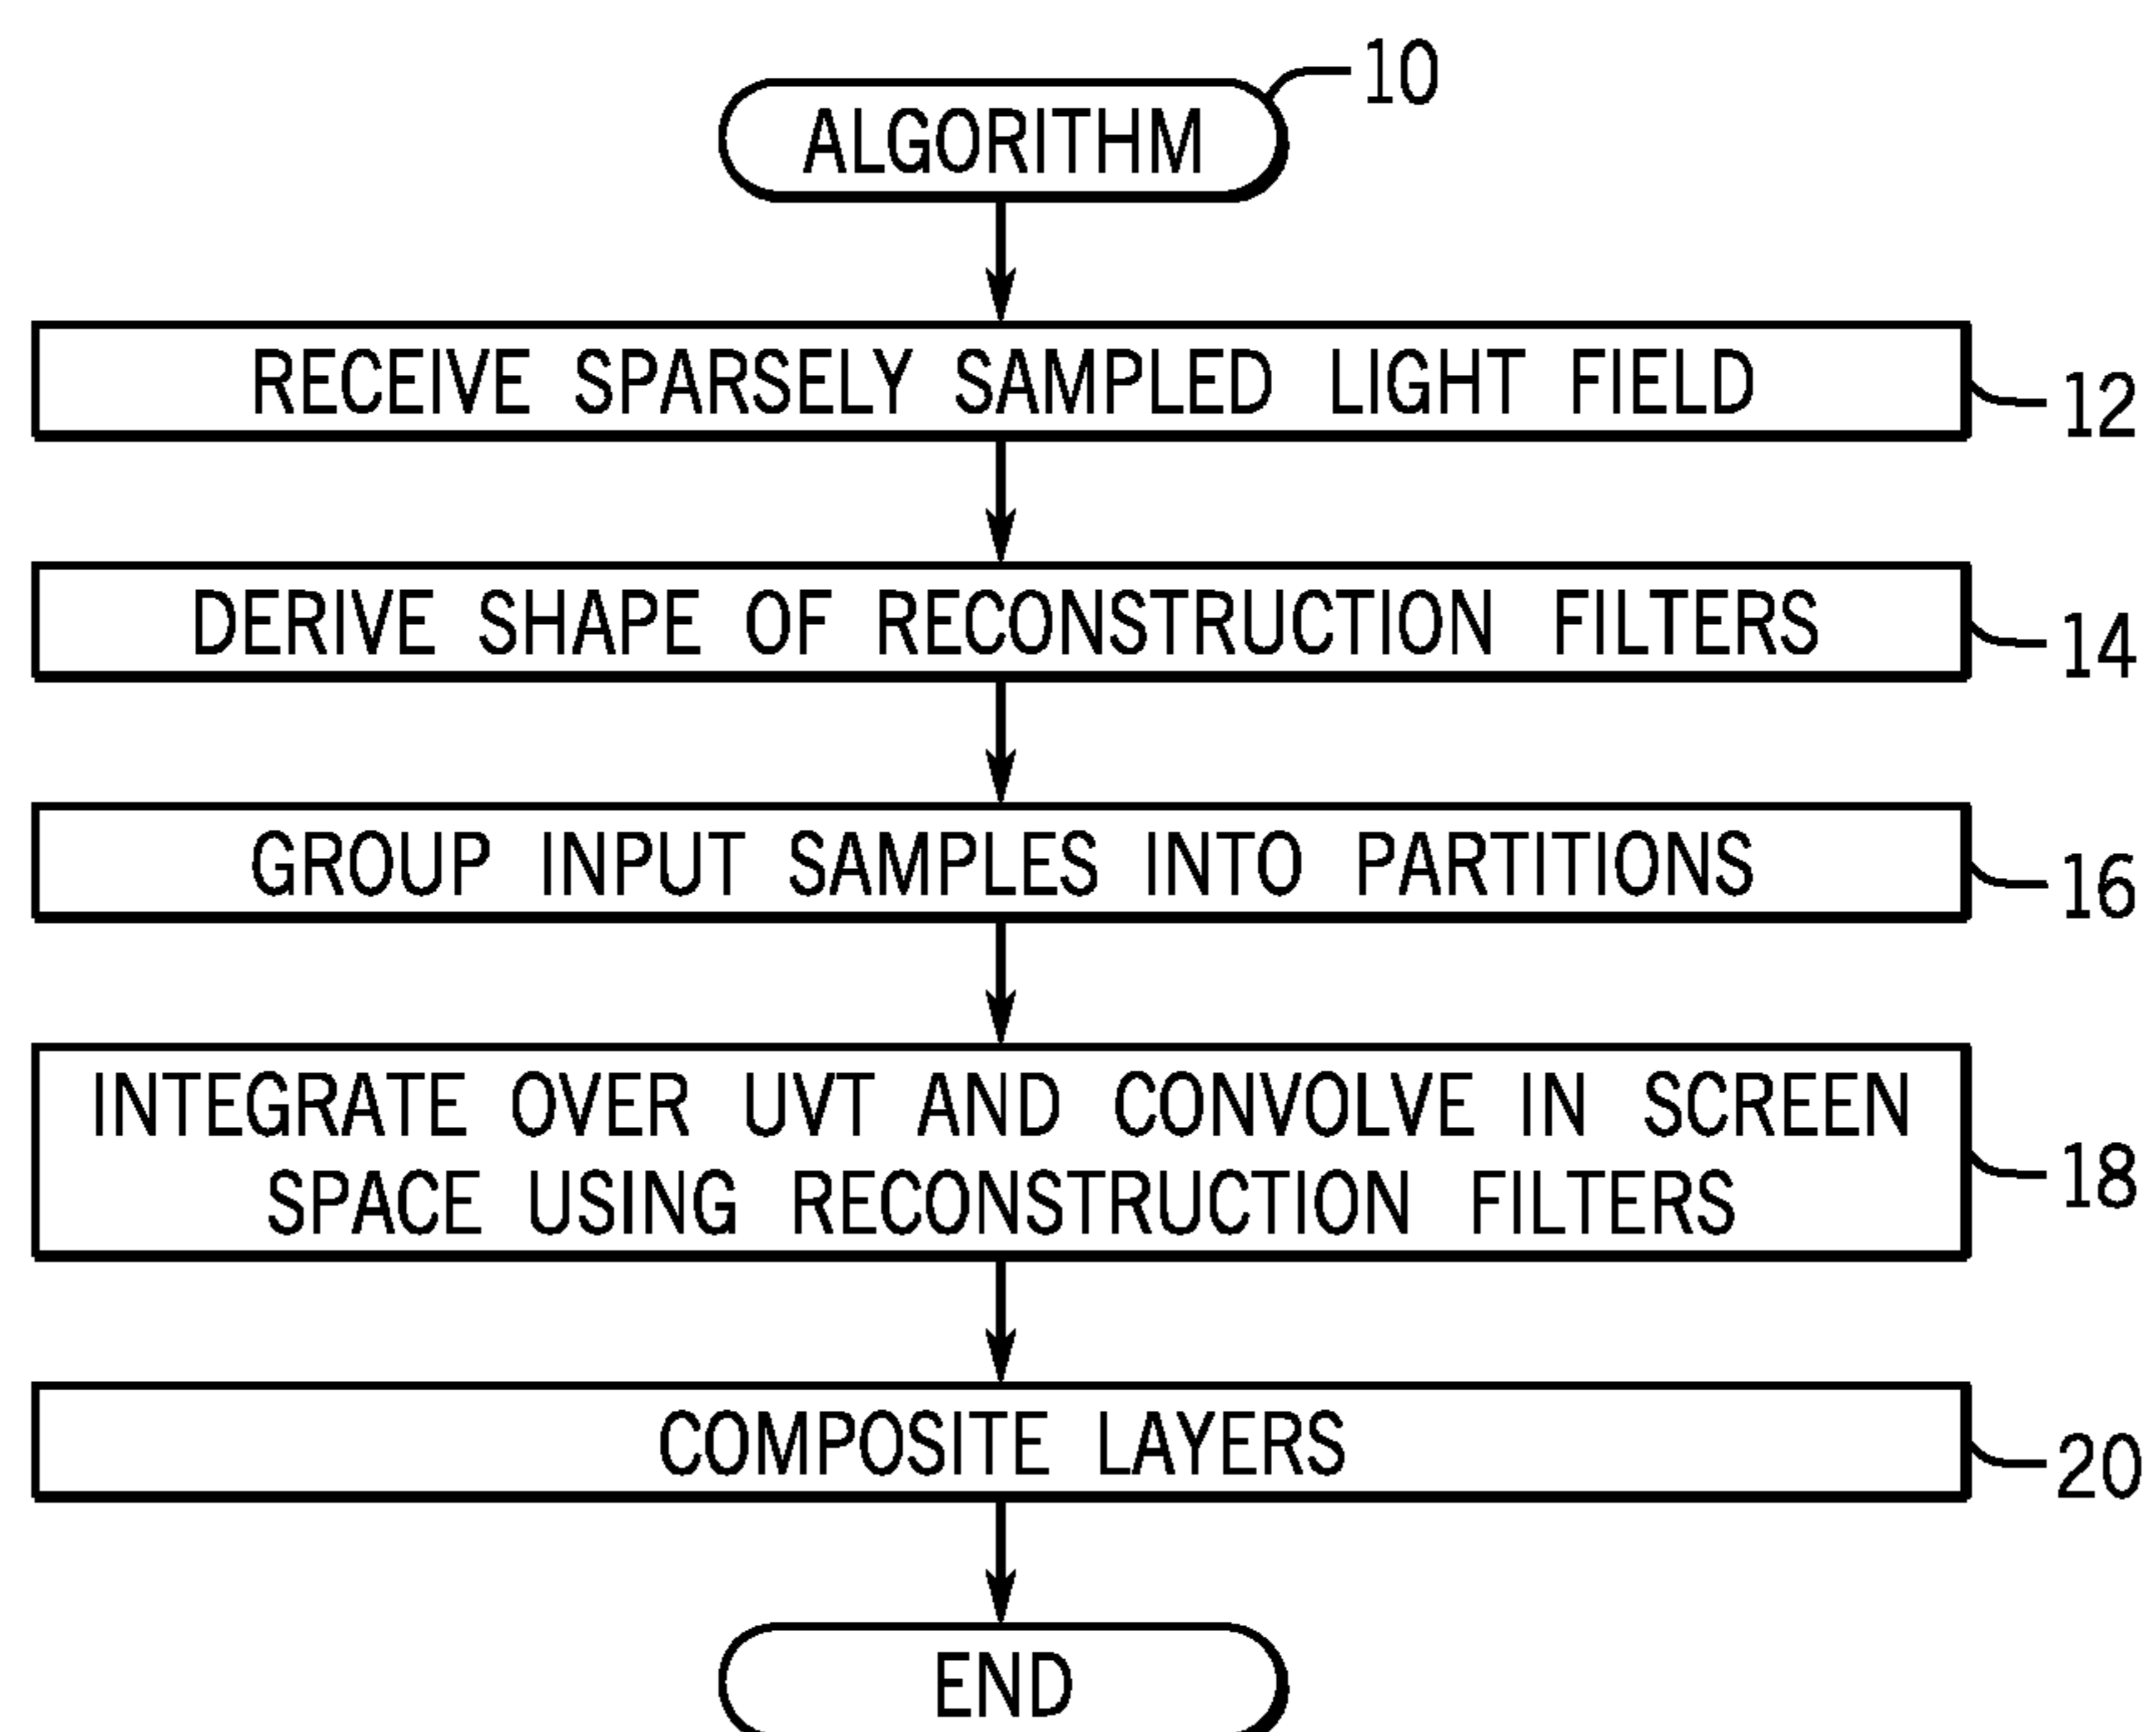 ALGORITHM
10
RECEIVE SPARSELY SAMPLED LIGHT FIELD
12
DERIVE SHAPE OF RECONSTRUCTION FILTERS
14
GROUP INPUT SAMPLES INTO PARTITIONS
16
INTEGRATE OVER UVT AND CONVOLVE IN SCREEN
SPACE USING RECONSTRUCTION FILTERS
18
COMPOSITE LAYERS
20
END